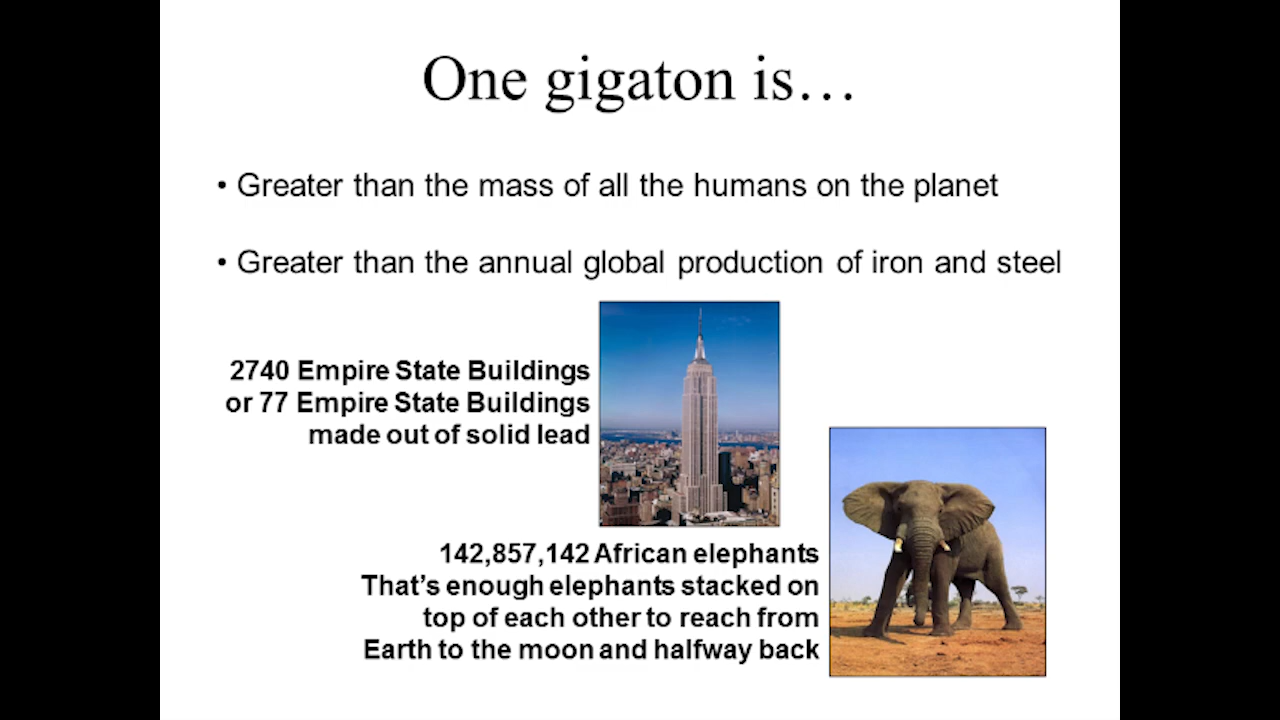 One gigaton is…
• Greater than the mass of all the humans on the planet
• Greater than the annual global production of iron and steel
2740 Empire State Buildings
or 77 Empire State Buildings
made out of solid lead
142,857,142 African elephants
That’s enough elephants stacked on
top of each other to reach from
Earth to the moon and halfway back